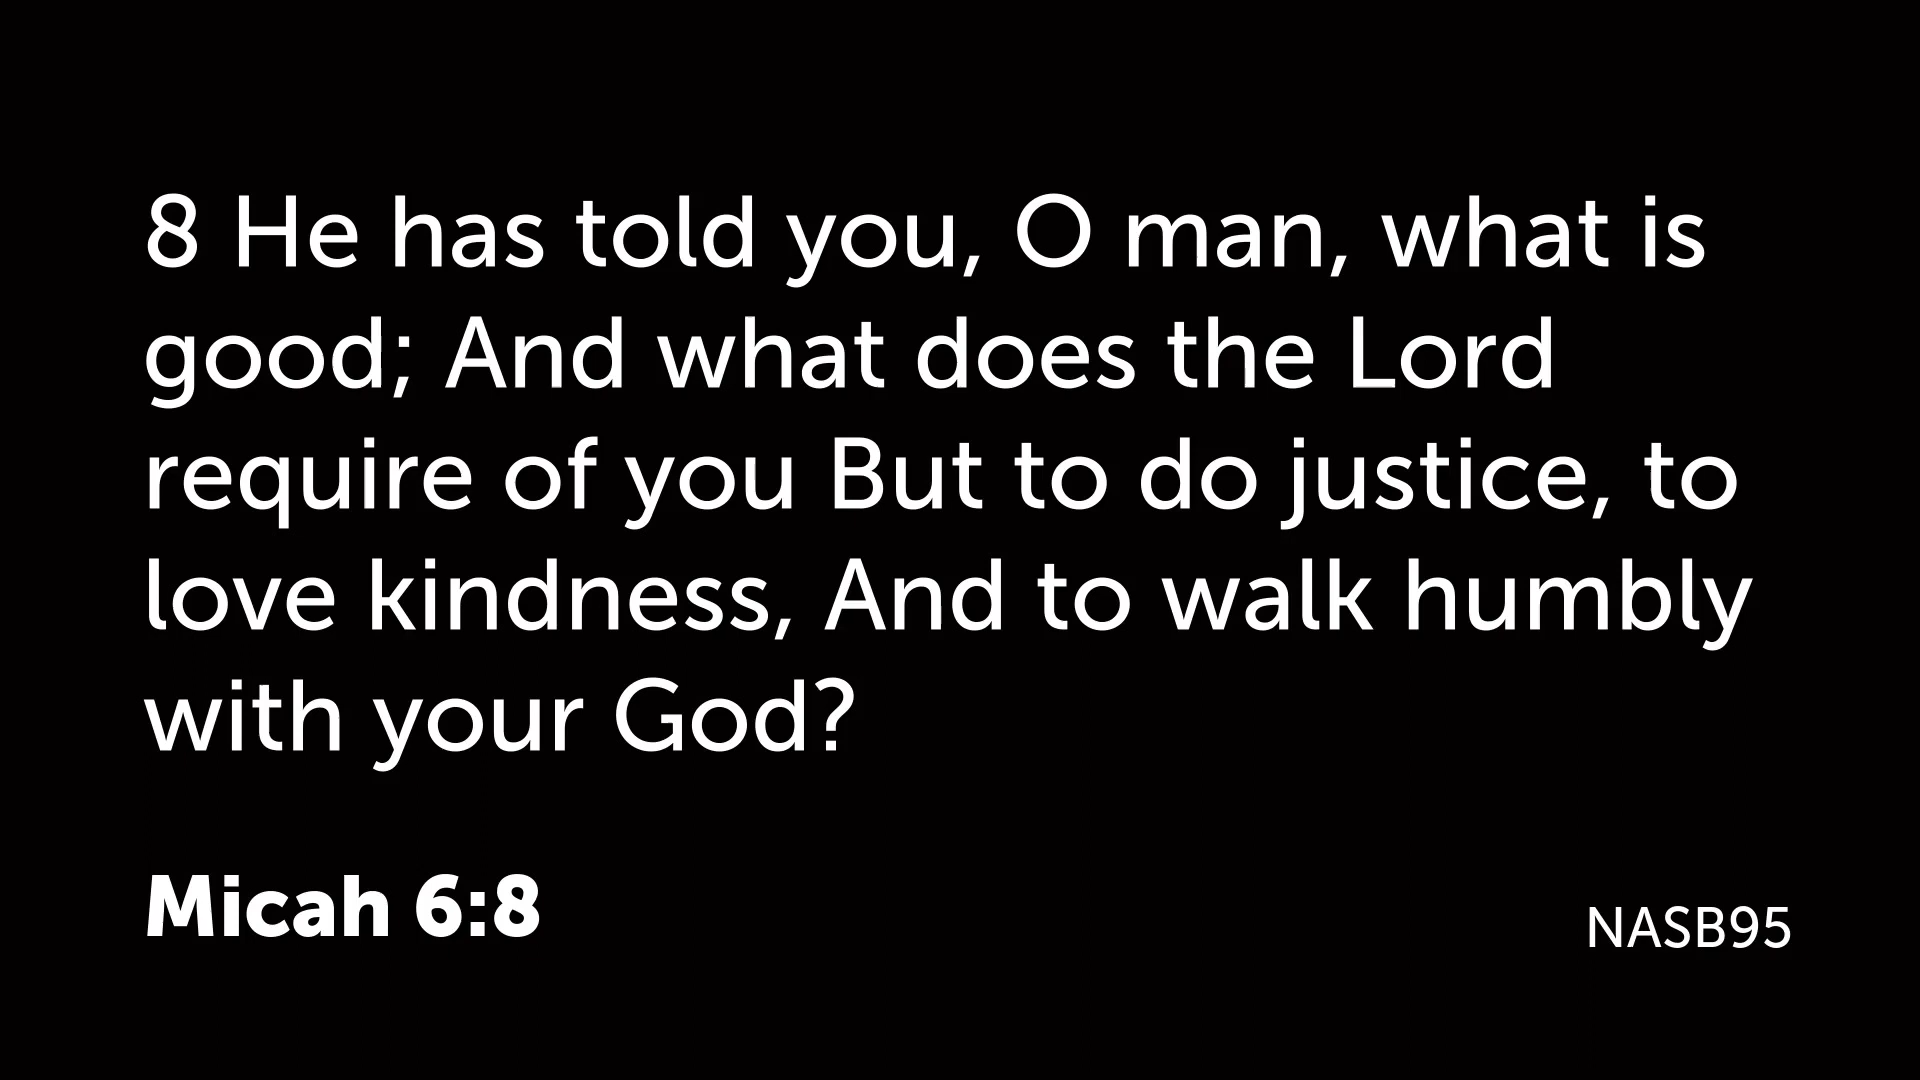 8 He has told you, O man, what is
good; And what does the Lord
require of you But to do justice, to
love kindness, And to walk humbly
with your God?
Micah 6:8
NASB95